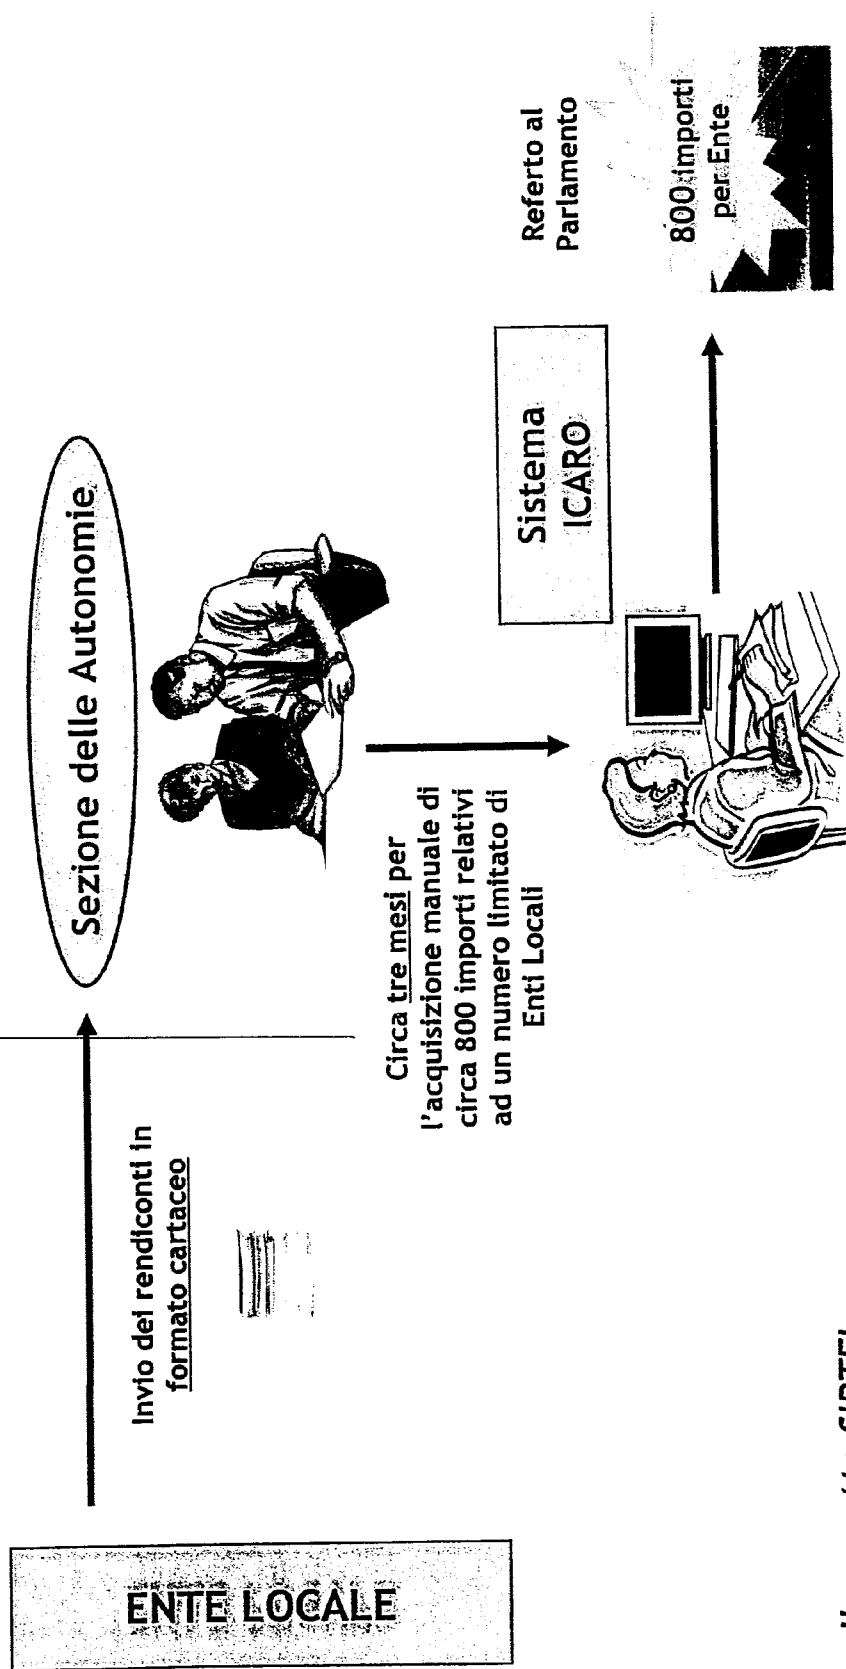 ENTE LOCALE
Invio dei rendiconti in
formato cartaceo
Sezione delle Autonomie
Circa tre mesi per
l'acquisizione manuale di
circa 800 importi relativi
ad un numero limitato di
Enti Locali
Sistema
ICARO
Referto al
Parlamento
800 importi
per Ente